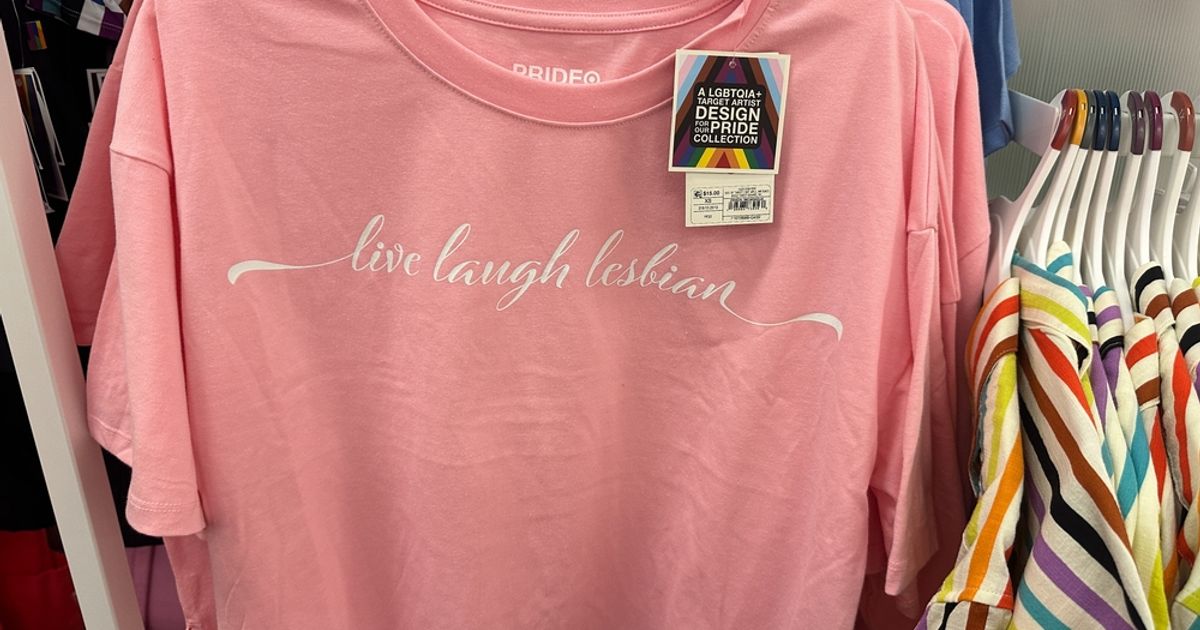 PRIDE
A LGBTQIA+
TARGET ARTIST
DESIGN
FOR OUR PRIDE
COLLECTION
$15.00
XS
live laugh lesbian